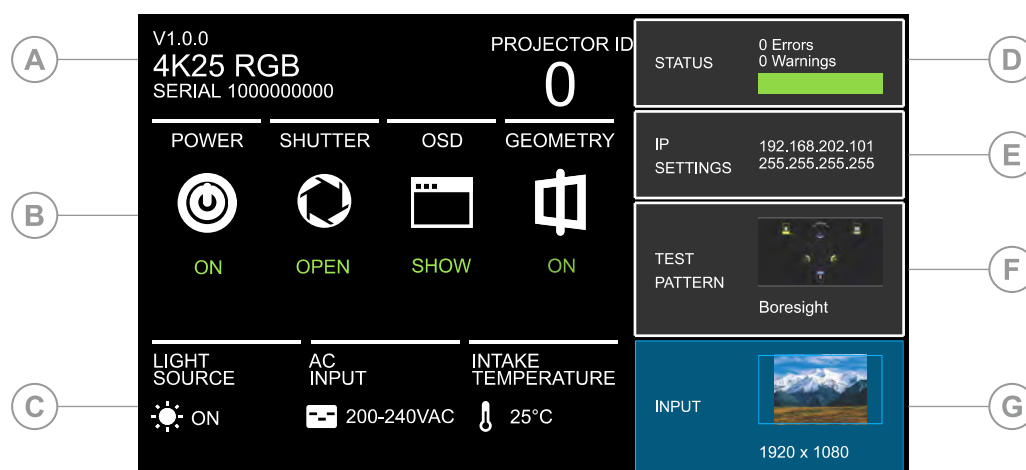 A
V1.0.0
4K25 RGB
SERIAL 1000000000
PROJECTOR ID
0
B
POWER
ON
SHUTTER
OPEN
OSD
SHOW
GEOMETRY
ON
C
LIGHT
SOURCE
ON
AC
INPUT
200-240VAC
INTAKE
TEMPERATURE
25°C
STATUS
0 Errors
0 Warnings
D
IP
SETTINGS
192.168.202.101
255.255.255.255
E
TEST
PATTERN
Boresight
F
INPUT
1920 x 1080
G